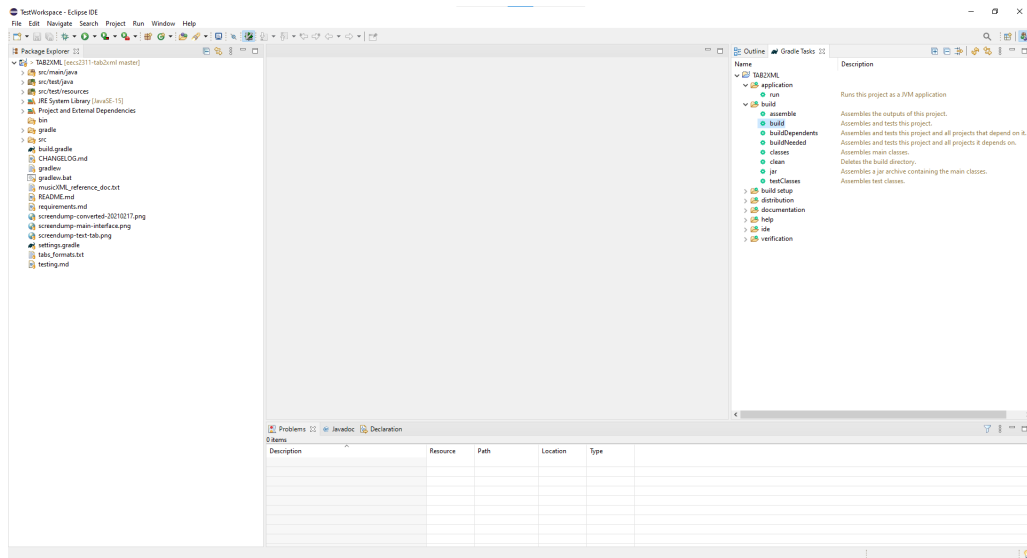 TestWorkspace - Eclipse IDE
File Edit Navigate Search Project Run Window Help
Package Explorer
> TAB2XML [eecs2311-tab2xml master]
src/main/java
src/test/java
src/test/resources
JRE System Library [JavaSE-15]
Project and External Dependencies
bin
gradle
src
build.gradle
CHANGELOG.md
gradlew
gradlew.bat
musicXML_reference_doc.txt
README.md
requirements.md
screendump-converted-20210217.png
screendump-main-interface.png
screendump-text-tab.png
settings.gradle
tabs_formats.txt
testing.md
Outline Gradle Tasks
Name Description
TAB2XML
application
run Runs this project as a JVM application
build
assemble Assembles the outputs of this project.
build Assembles and tests this project.
buildDependents Assembles and tests this project and all projects that depend on it.
buildNeeded Assembles and tests this project and all projects it depends on.
classes Assembles main classes.
clean Deletes the build directory.
jar Assembles a jar archive containing the main classes.
testClasses Assembles test classes.
build setup
distribution
documentation
help
ide
verification
Problems Javadoc Declaration
0 items
Description Resource Path Location Type